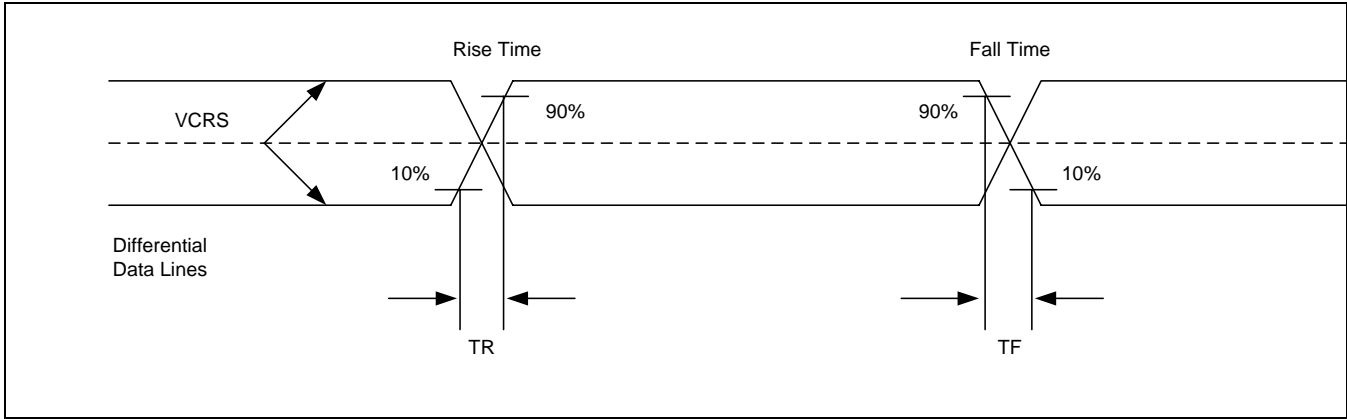 Rise Time
Fall Time
VCRS
90%
90%
10%
10%
Differential
Data Lines
TR
TF